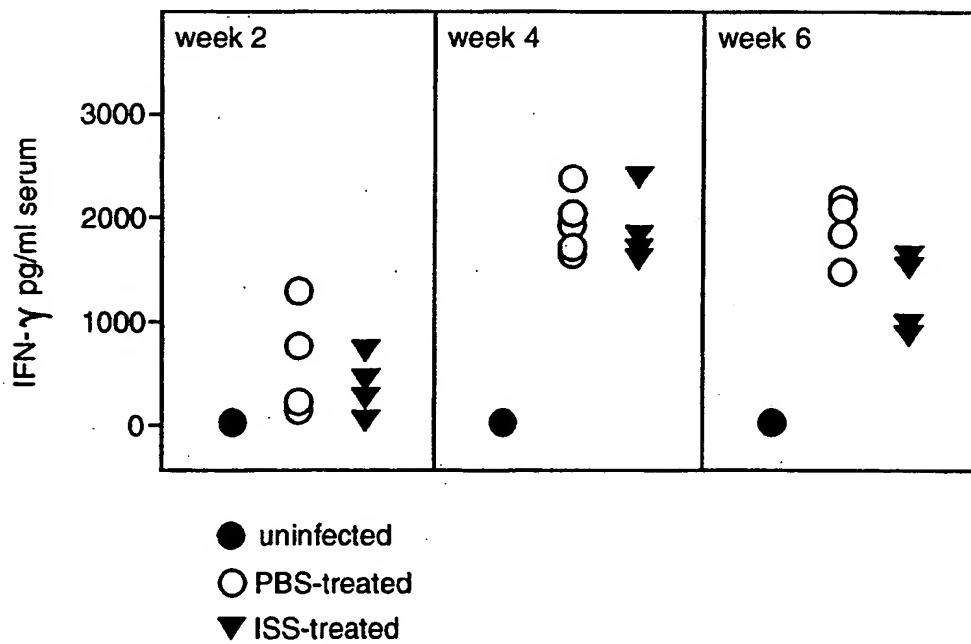 week 2
week 4
week 6
IFN-γ pg/ml serum
3000
2000
1000
0
uninfected
PBS-treated
ISS-treated